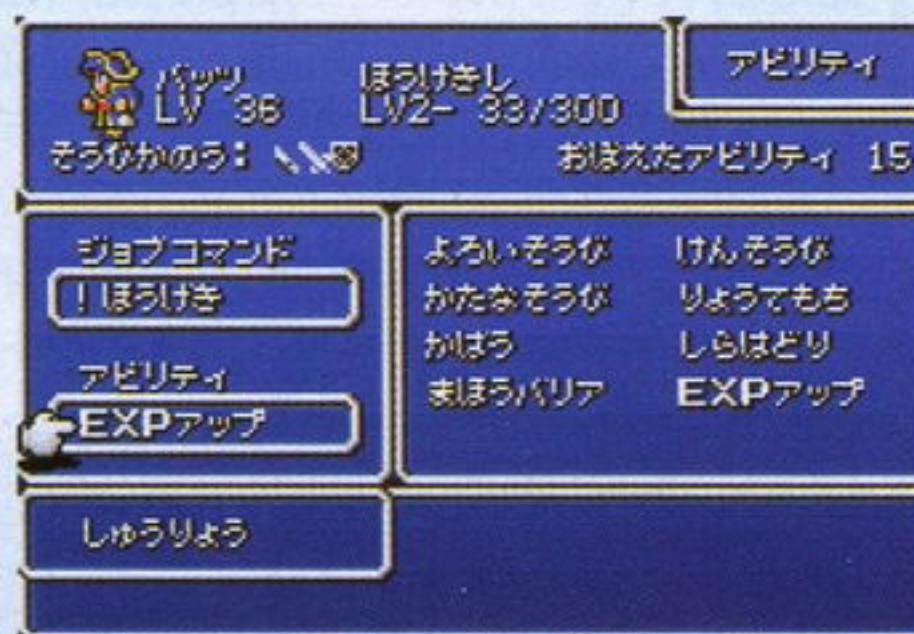 アビリティ
バッツ ほうげきし
LV 36 LV2- 33/300
そうびかのう: おぼえたアビリティ 15
ジョブコマンド
!ほうげき
アビリティ
EXPアップ
よろいそうび けんそうび
かたなそうび りょうてもち
かばう しらはどり
まほうバリア EXPアップ
しゅうりょう